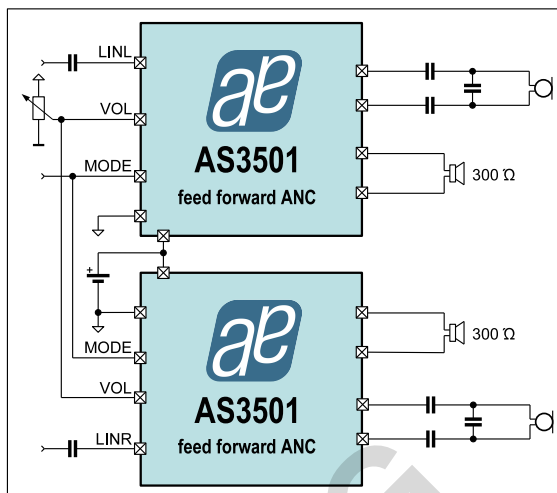 LINL
VOL
MODE
AS3501
feed forward ANC
300 Ω
MODE
VOL
LINR
AS3501
feed forward ANC
300 Ω